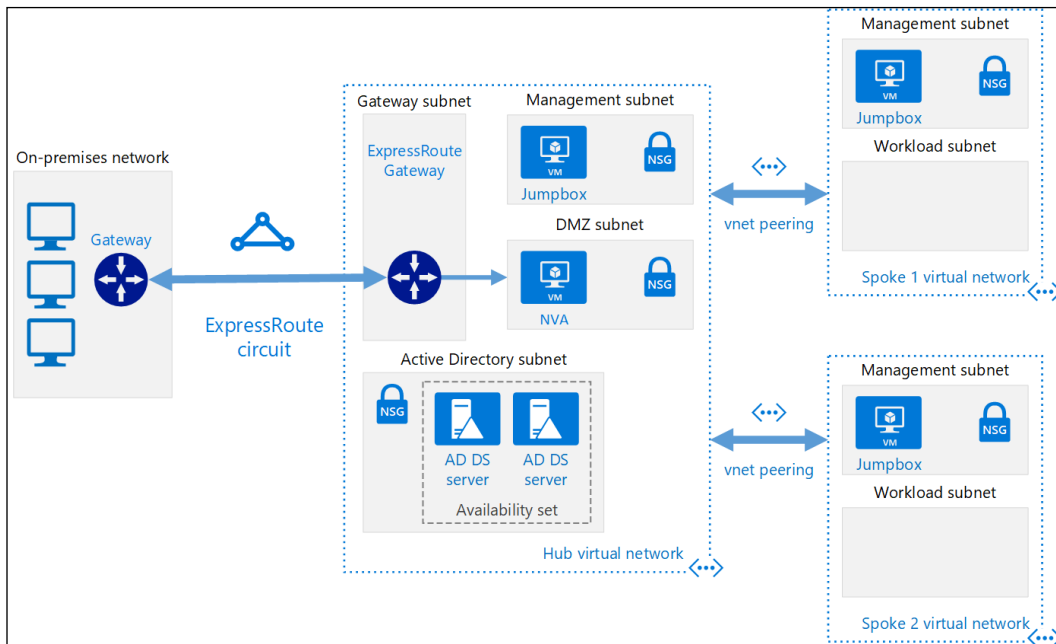 On-premises network
Gateway
ExpressRoute
circuit
Gateway subnet
ExpressRoute
Gateway
Management subnet
VM
Jumpbox
NSG
DMZ subnet
VM
NVA
NSG
Active Directory subnet
NSG
AD DS
server
AD DS
server
Availability set
Hub virtual network
vnet peering
vnet peering
Management subnet
VM
Jumpbox
NSG
Workload subnet
Spoke 1 virtual network
Management subnet
VM
Jumpbox
NSG
Workload subnet
Spoke 2 virtual network